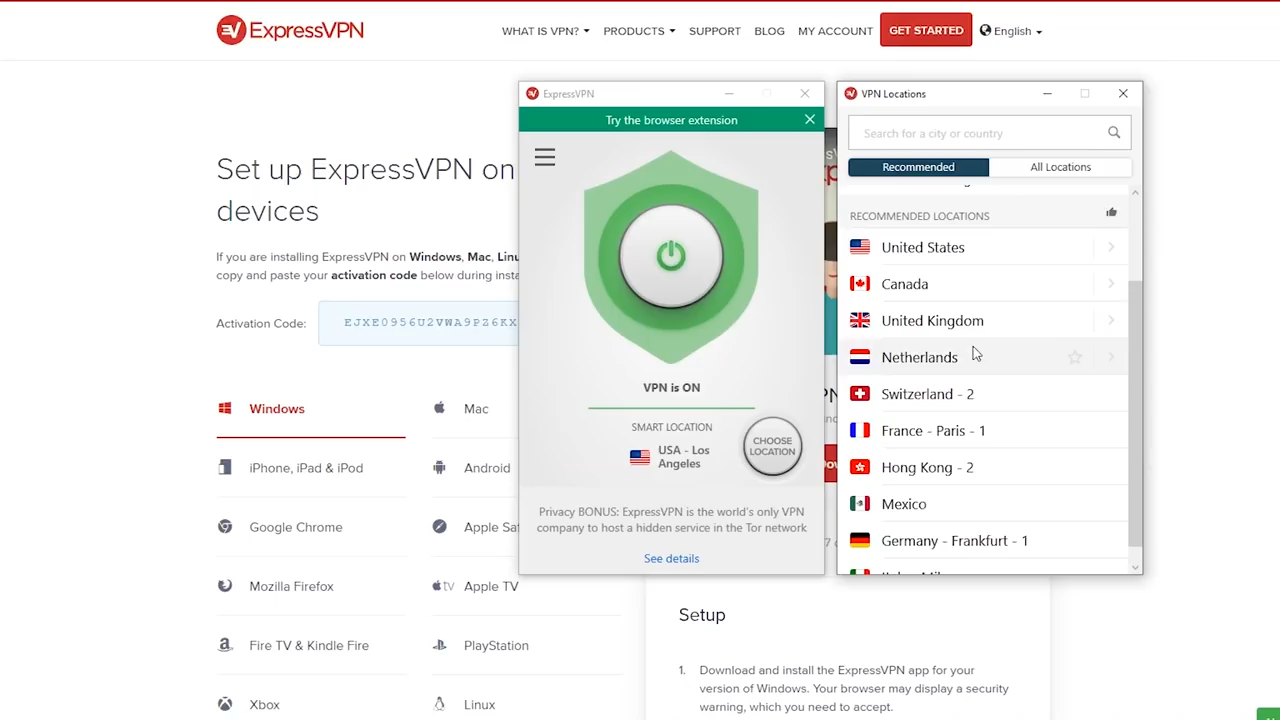 ExpressVPN
WHAT IS VPN?
PRODUCTS
SUPPORT
BLOG
MY ACCOUNT
GET STARTED
English
Set up ExpressVPN on
devices
If you are installing ExpressVPN on Windows, Mac, Linu
copy and paste your activation code below during insta
Activation Code:
EJXE0956U2VWA9PZ6KX
Windows
Mac
iPhone, iPad & iPod
Android
Google Chrome
Apple Sa
Mozilla Firefox
tv Apple TV
Fire TV & Kindle Fire
PlayStation
Xbox
Linux
ExpressVPN
Try the browser extension
VPN is ON
SMART LOCATION
USA - Los
Angeles
CHOOSE
LOCATION
Privacy BONUS: ExpressVPN is the world's only VPN
company to host a hidden service in the Tor network
See details
VPN Locations
Search for a city or country
Recommended
All Locations
RECOMMENDED LOCATIONS
United States
Canada
United Kingdom
Netherlands
Switzerland - 2
France - Paris - 1
Hong Kong - 2
Mexico
Germany - Frankfurt - 1
Setup
1. Download and install the ExpressVPN app for your
version of Windows. Your browser may display a security
warning, which you need to accept.